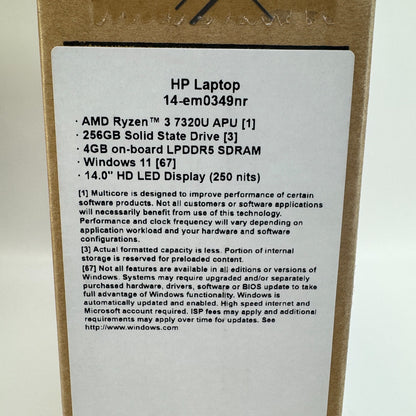 HP Laptop
14-em0349nr
· AMD Ryzen™ 3 7320U APU [1]
· 256GB Solid State Drive [3]
· 4GB on-board LPDDR5 SDRAM
· Windows 11 [67]
· 14.0" HD LED Display (250 nits)
[1] Multicore is designed to improve performance of certain
software products. Not all customers or software applications
will necessarily benefit from use of this technology.
Performance and clock frequency will vary depending on
application workload and your hardware and software
configurations.
[3] Actual formatted capacity is less. Portion of internal
storage is reserved for preloaded content.
[67] Not all features are available in all editions or versions of
Windows. Systems may require upgraded and/or separately
purchased hardware, drivers, software or BIOS update to take
full advantage of Windows functionality. Windows is
automatically updated and enabled. High speed internet and
Microsoft account required. ISP fees may apply and additional
requirements may apply over time for updates. See
http://www.windows.com